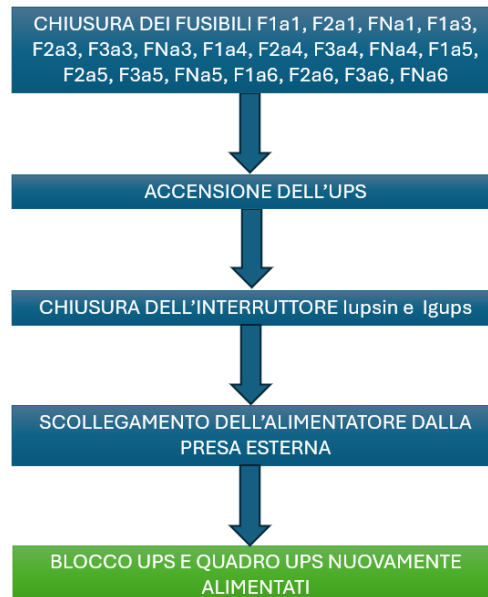 CHIUSURA DEI FUSIBILI F1a1, F2a1, FNa1, F1a3,
F2a3, F3a3, FNa3, F1a4, F2a4, F3a4, FNa4, F1a5,
F2a5, F3a5, FNa5, F1a6, F2a6, F3a6, FNa6
ACCENSIONE DELL’UPS
CHIUSURA DELL’INTERRUTTORE Iupsin e Igups
SCOLLEGAMENTO DELL’ALIMENTATORE DALLA
PRESA ESTERNA
BLOCCO UPS E QUADRO UPS NUOVAMENTE
ALIMENTATI